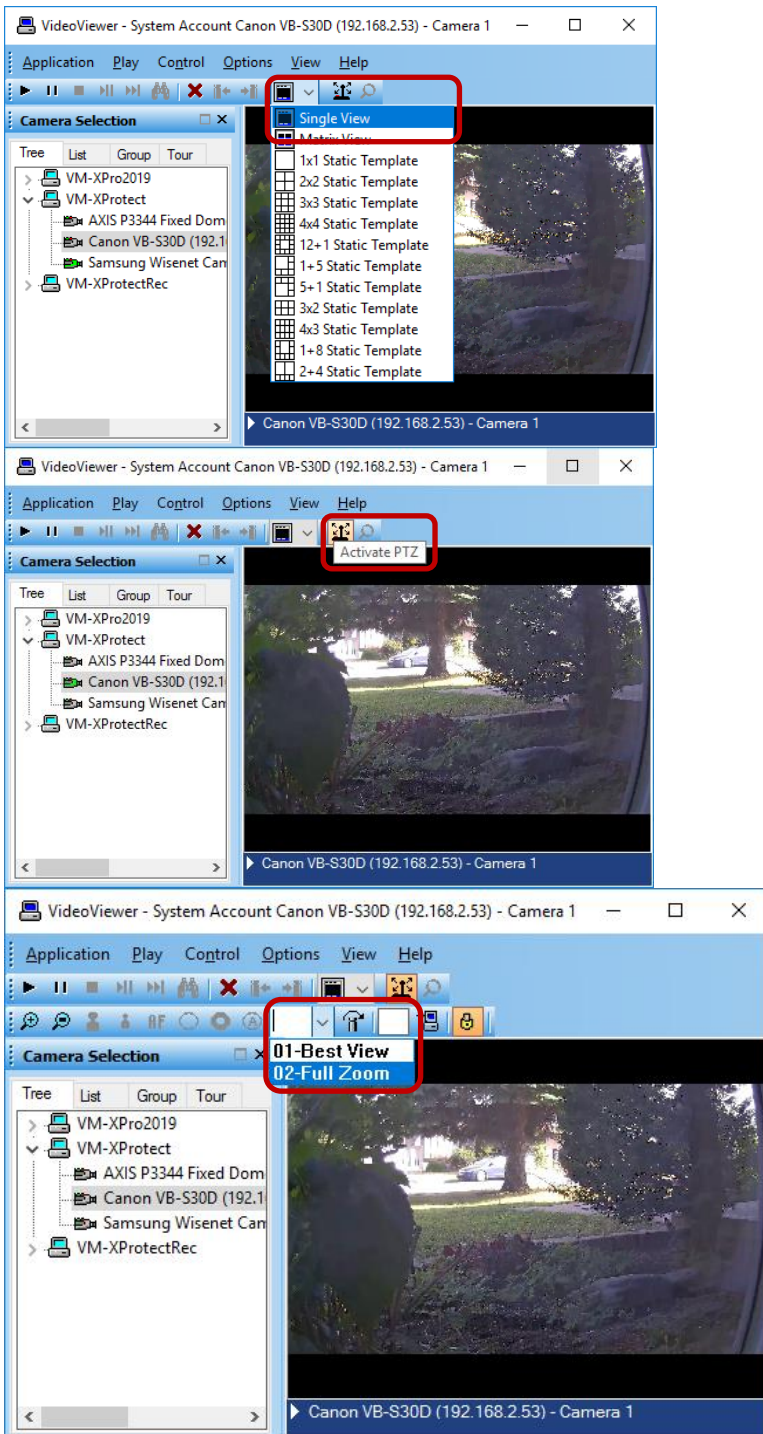 VideoViewer - System Account Canon VB-S30D (192.168.2.53) - Camera 1
Application Play Control Options View Help
Camera Selection
Single View
Matrix View
Tree List Group Tour
1x1 Static Template
VM-XPro2019
2x2 Static Template
VM-XProtect
3x3 Static Template
AXIS P3344 Fixed Dom
4x4 Static Template
Canon VB-S30D (192.1
12+1 Static Template
Samsung Wisenet Can
1+5 Static Template
VM-XProtectRec
5+1 Static Template
3x2 Static Template
4x3 Static Template
1+8 Static Template
2+4 Static Template
Canon VB-S30D (192.168.2.53) - Camera 1
VideoViewer - System Account Canon VB-S30D (192.168.2.53) - Camera 1
Application Play Control Options View Help
Activate PTZ
Camera Selection
Tree List Group Tour
VM-XPro2019
VM-XProtect
AXIS P3344 Fixed Dom
Canon VB-S30D (192.1
Samsung Wisenet Can
VM-XProtectRec
Canon VB-S30D (192.168.2.53) - Camera 1
VideoViewer - System Account Canon VB-S30D (192.168.2.53) - Camera 1
Application Play Control Options View Help
AF A
Camera Selection
01-Best View
02-Full Zoom
Tree List Group Tour
VM-XPro2019
VM-XProtect
AXIS P3344 Fixed Dom
Canon VB-S30D (192.1
Samsung Wisenet Can
VM-XProtectRec
Canon VB-S30D (192.168.2.53) - Camera 1